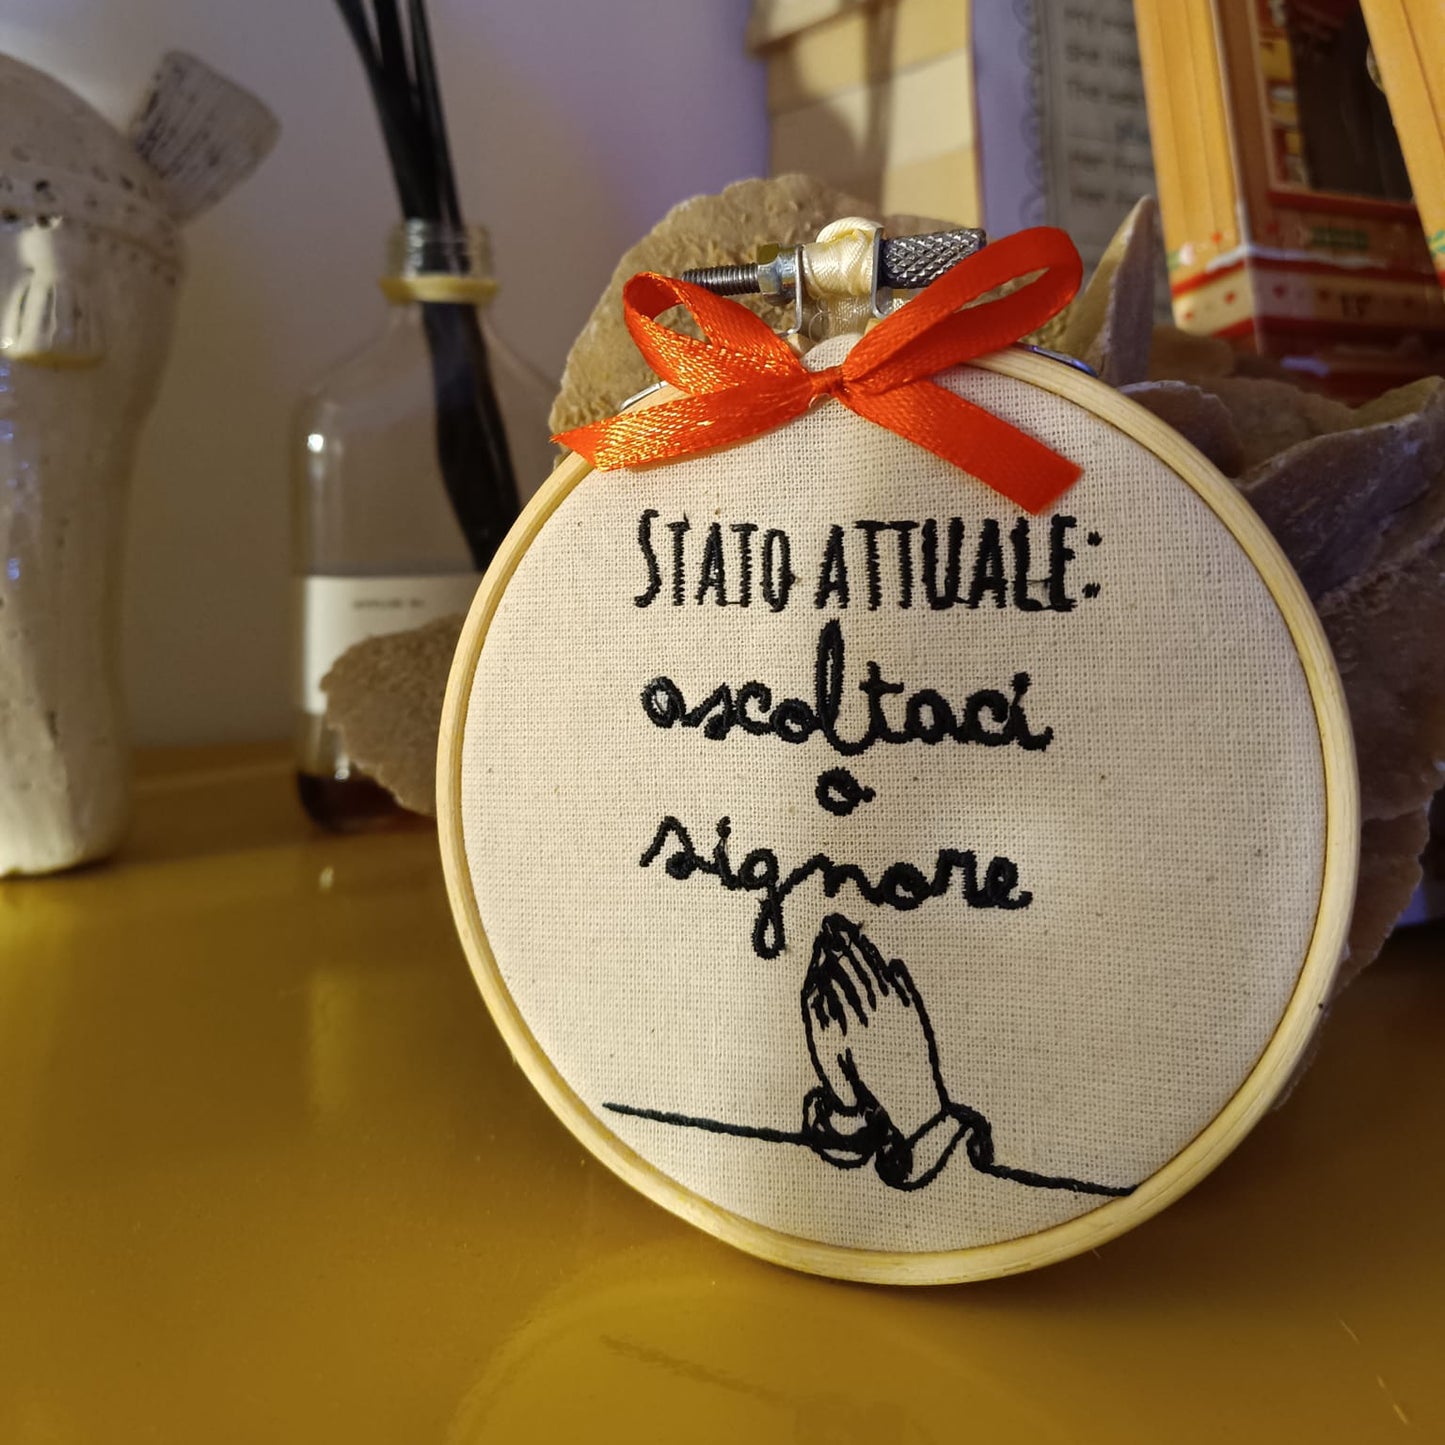 STATO ATTUALE:
ascoltaci
o
signore